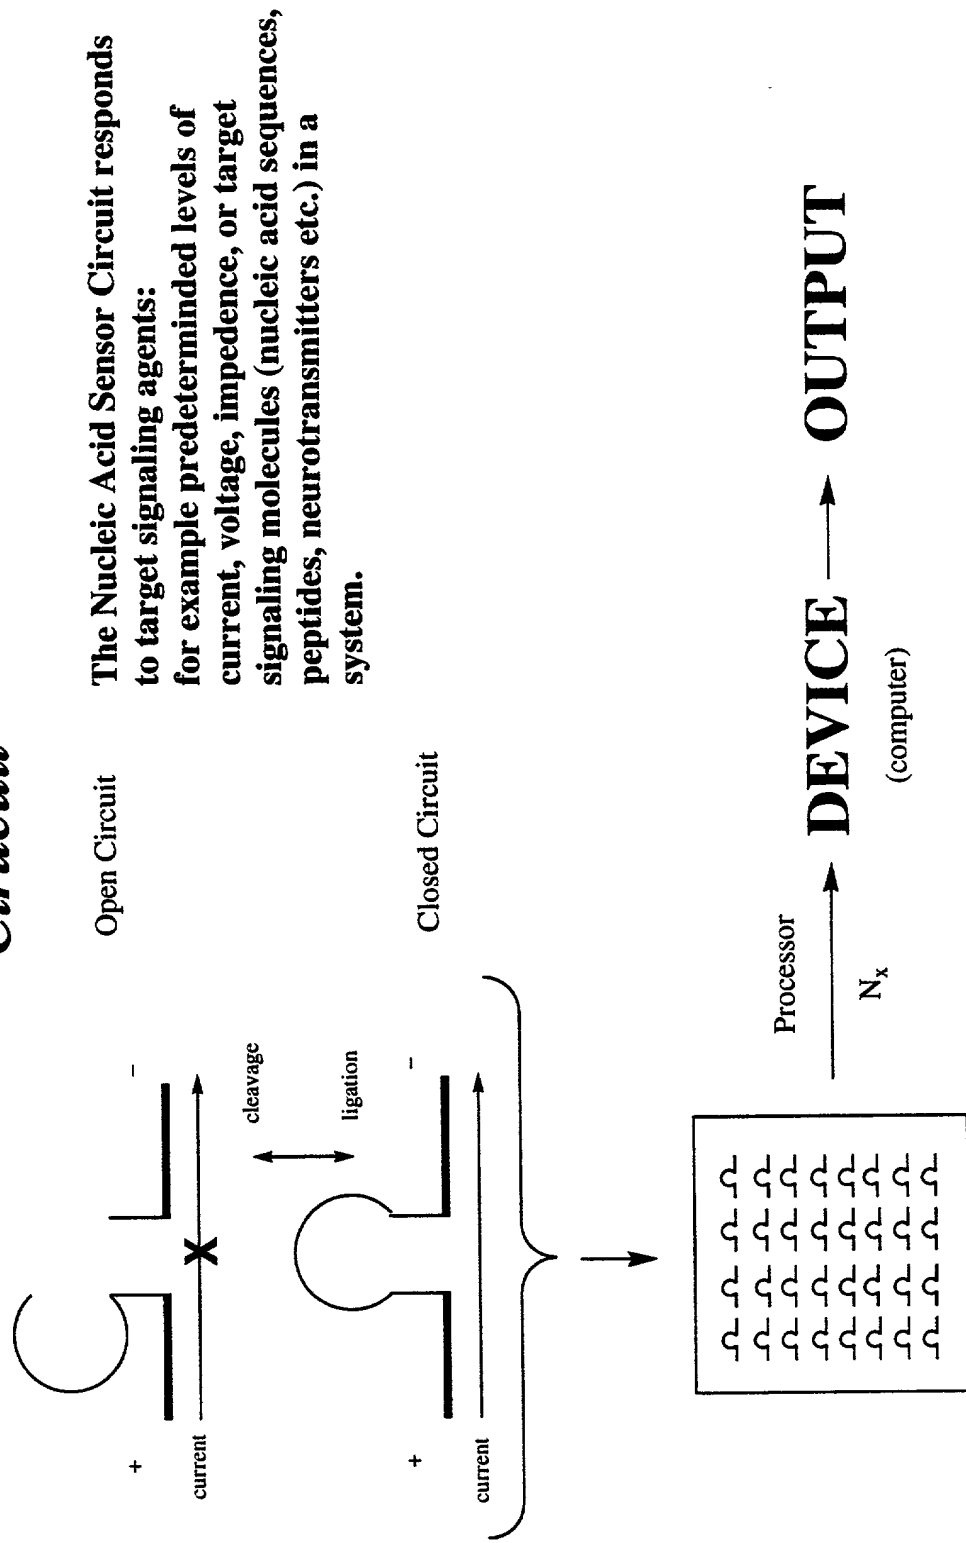 Circuit
Open Circuit
The Nucleic Acid Sensor Circuit responds
to target signaling agents:
for example predeterminded levels of
current, voltage, impedence, or target
signaling molecules (nucleic acid sequences,
peptides, neurotransmitters etc.) in a
system.
+
−
current
X
cleavage
ligation
Closed Circuit
+
−
current
Processor
Nx
DEVICE
(computer)
OUTPUT